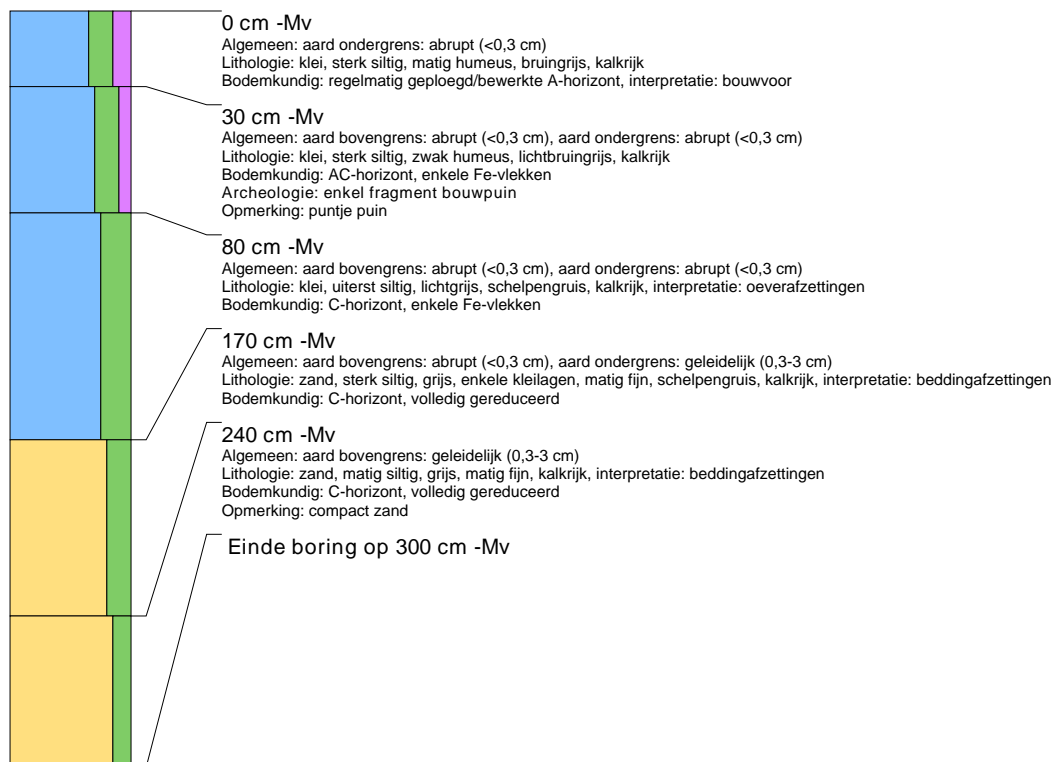 0 cm -Mv
Algemeen: aard ondergrens: abrupt (<0,3 cm)
Lithologie: klei, sterk siltig, matig humeus, bruingrijs, kalkrijk
Bodemkundig: regelmatig geploegd/bewerkte A-horizont, interpretatie: bouwvoor
30 cm -Mv
Algemeen: aard bovengrens: abrupt (<0,3 cm), aard ondergrens: abrupt (<0,3 cm)
Lithologie: klei, sterk siltig, zwak humeus, lichtbruingrijs, kalkrijk
Bodemkundig: AC-horizont, enkele Fe-vlekken
Archeologie: enkel fragment bouwpuin
Opmerking: puntje puin
80 cm -Mv
Algemeen: aard bovengrens: abrupt (<0,3 cm), aard ondergrens: abrupt (<0,3 cm)
Lithologie: klei, uiterst siltig, lichtgrijs, schelpengruis, kalkrijk, interpretatie: oeverafzettingen
Bodemkundig: C-horizont, enkele Fe-vlekken
170 cm -Mv
Algemeen: aard bovengrens: abrupt (<0,3 cm), aard ondergrens: geleidelijk (0,3-3 cm)
Lithologie: zand, sterk siltig, grijs, enkele kleilagen, matig fijn, schelpengruis, kalkrijk, interpretatie: beddingafzettingen
Bodemkundig: C-horizont, volledig gereduceerd
240 cm -Mv
Algemeen: aard bovengrens: geleidelijk (0,3-3 cm)
Lithologie: zand, matig siltig, grijs, matig fijn, kalkrijk, interpretatie: beddingafzettingen
Bodemkundig: C-horizont, volledig gereduceerd
Opmerking: compact zand
Einde boring op 300 cm -Mv